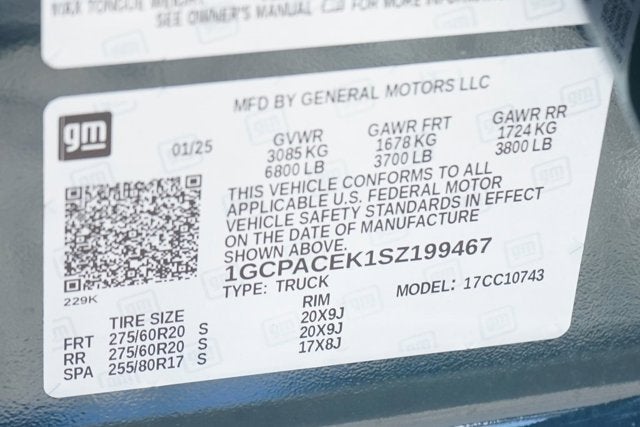 SEE OWNER'S MANUAL FOR MORE
MFD BY GENERAL MOTORS LLC
gm
01/25
GVWR GAWR FRT GAWR RR
3085 KG 1678 KG 1724 KG
6800 LB 3700 LB 3800 LB
THIS VEHICLE CONFORMS TO ALL
APPLICABLE U.S. FEDERAL MOTOR
VEHICLE SAFETY STANDARDS IN EFFECT
ON THE DATE OF MANUFACTURE
SHOWN ABOVE.
1GCPACEK1SZ199467
229K
TYPE: TRUCK MODEL: 17CC10743
TIRE SIZE RIM
FRT 275/60R20 S 20X9J
RR 275/60R20 S 20X9J
SPA 255/80R17 S 17X8J